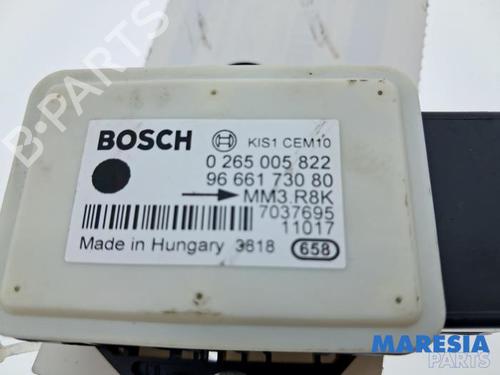 BOSCH KIS1 CEM10
0 265 005 822
96 661 730 80
MM3.R8K
7037695
11017
Made in Hungary 3818 658
B-Parts
MARESIA
PARTS